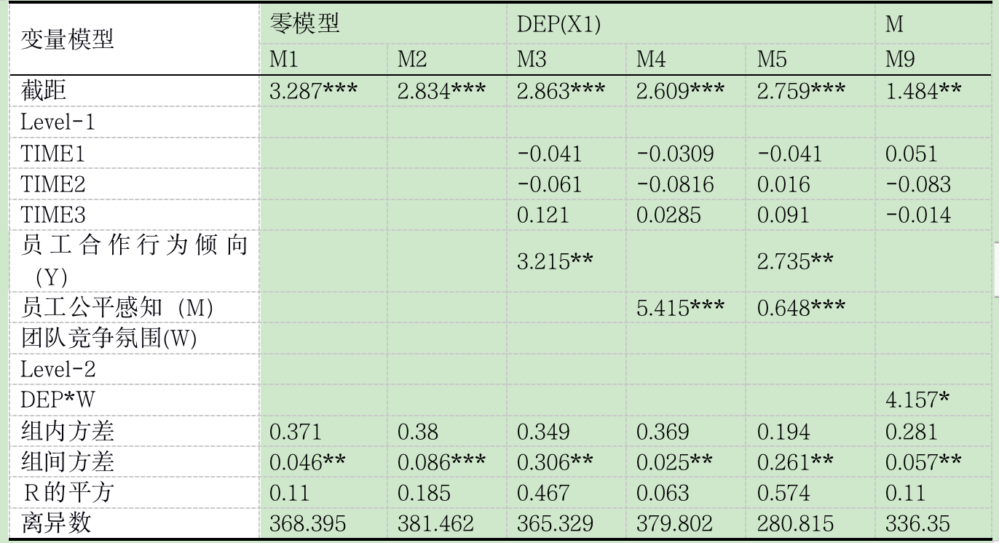 变量模型 零模型 DEP(X1) M
M1 M2 M3 M4 M5 M9
截距 3.287*** 2.834*** 2.863*** 2.609*** 2.759*** 1.484**
Level-1
TIME1 -0.041 -0.0309 -0.041 0.051
TIME2 -0.061 -0.0816 0.016 -0.083
TIME3 0.121 0.0285 0.091 -0.014
员工合作行为倾向
(Y) 3.215** 2.735**
员工公平感知（M） 5.415*** 0.648***
团队竞争氛围(W)
Level-2
DEP*W 4.157*
组内方差 0.371 0.38 0.349 0.369 0.194 0.281
组间方差 0.046** 0.086*** 0.306** 0.025** 0.261** 0.057**
R的平方 0.11 0.185 0.467 0.063 0.574 0.11
离异数 368.395 381.462 365.329 379.802 280.815 336.35